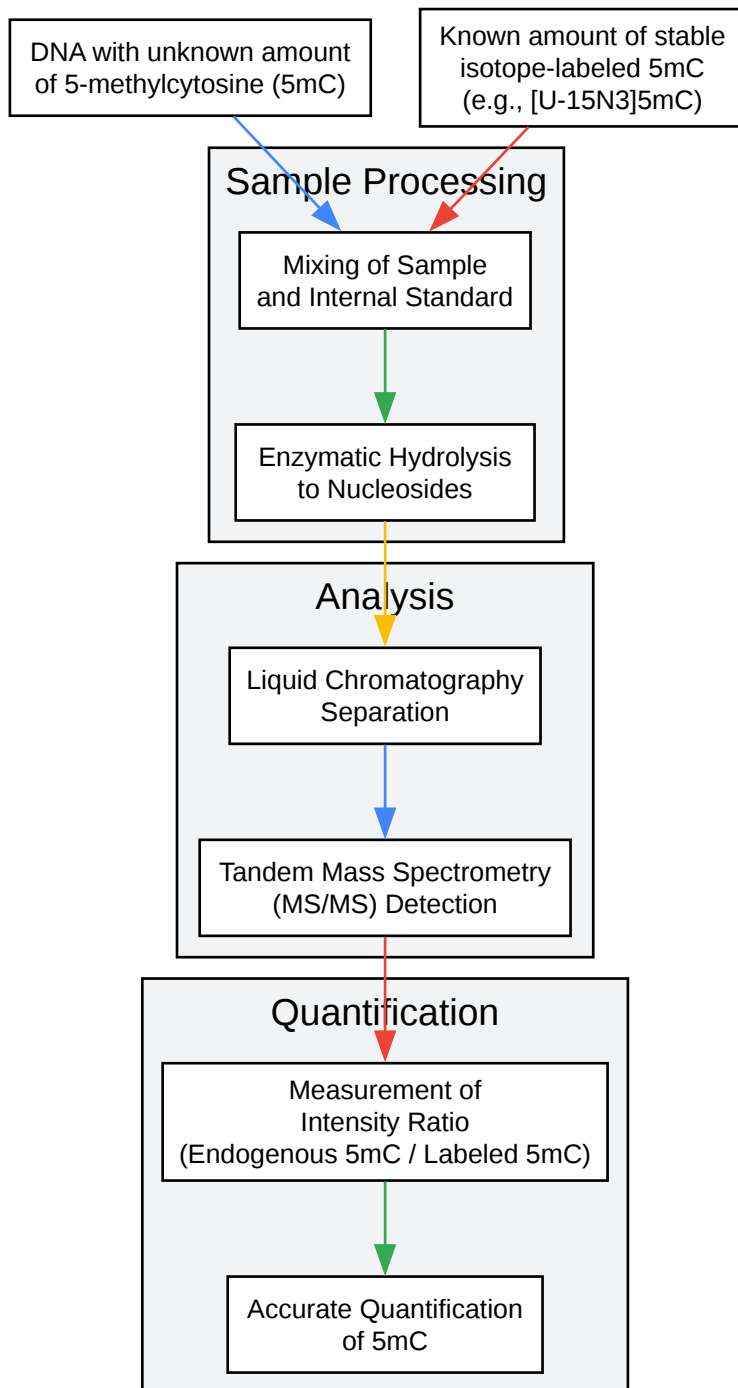 DNA with unknown amount
of 5-methylcytosine (5mC)
Known amount of stable
isotope-labeled 5mC
(e.g., [U-15N3]5mC)
Sample Processing
Mixing of Sample
and Internal Standard
Enzymatic Hydrolysis
to Nucleosides
Analysis
Liquid Chromatography
Separation
Tandem Mass Spectrometry
(MS/MS) Detection
Quantification
Measurement of
Intensity Ratio
(Endogenous 5mC / Labeled 5mC)
Accurate Quantification
of 5mC